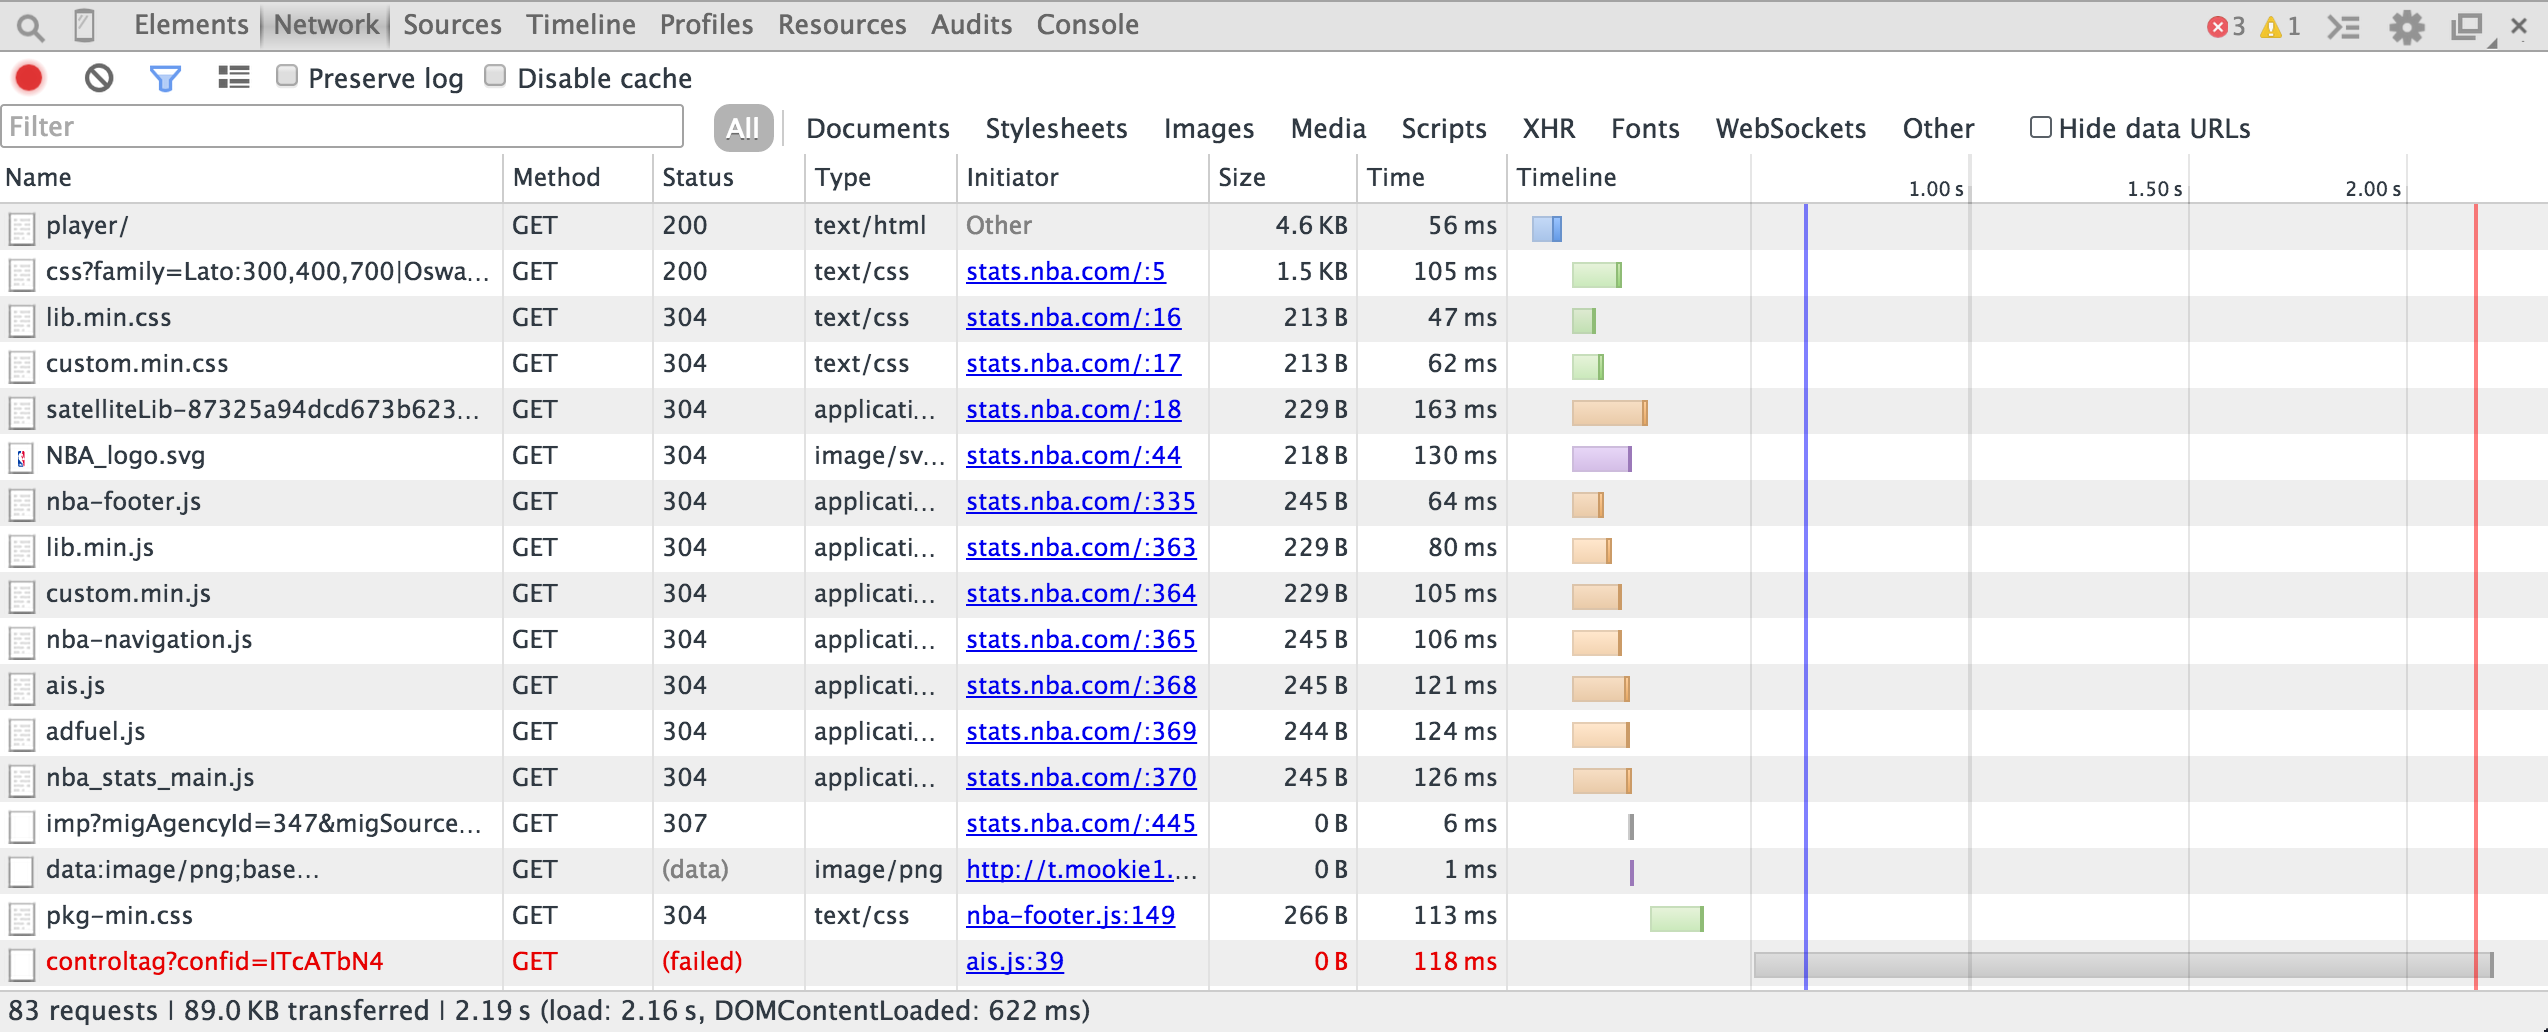 Elements Network Sources Timeline Profiles Resources Audits Console 3 1
Preserve log Disable cache
Filter All Documents Stylesheets Images Media Scripts XHR Fonts WebSockets Other Hide data URLs
Name Method Status Type Initiator Size Time Timeline 1.00 s 1.50 s 2.00 s
player/ GET 200 text/html Other 4.6 KB 56 ms
css?family=Lato:300,400,700|Oswa... GET 200 text/css stats.nba.com/:5 1.5 KB 105 ms
lib.min.css GET 304 text/css stats.nba.com/:16 213 B 47 ms
custom.min.css GET 304 text/css stats.nba.com/:17 213 B 62 ms
satelliteLib-87325a94dcd673b623... GET 304 applicati... stats.nba.com/:18 229 B 163 ms
NBA_logo.svg GET 304 image/sv... stats.nba.com/:44 218 B 130 ms
nba-footer.js GET 304 applicati... stats.nba.com/:335 245 B 64 ms
lib.min.js GET 304 applicati... stats.nba.com/:363 229 B 80 ms
custom.min.js GET 304 applicati... stats.nba.com/:364 229 B 105 ms
nba-navigation.js GET 304 applicati... stats.nba.com/:365 245 B 106 ms
ais.js GET 304 applicati... stats.nba.com/:368 245 B 121 ms
adfuel.js GET 304 applicati... stats.nba.com/:369 244 B 124 ms
nba_stats_main.js GET 304 applicati... stats.nba.com/:370 245 B 126 ms
imp?migAgencyId=347&migSource... GET 307 stats.nba.com/:445 0 B 6 ms
data:image/png;base... GET (data) image/png http://t.mookie1.... 0 B 1 ms
pkg-min.css GET 304 text/css nba-footer.js:149 266 B 113 ms
controltag?confid=ITcATbN4 GET (failed) ais.js:39 0 B 118 ms
83 requests | 89.0 KB transferred | 2.19 s (load: 2.16 s, DOMContentLoaded: 622 ms)